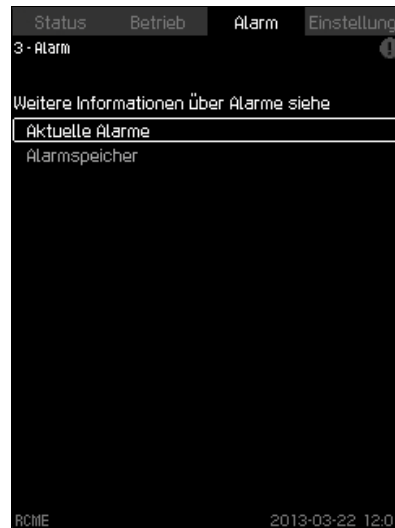 Status Betrieb Alarm Einstellung
3 - Alarm
Weitere Informationen über Alarme siehe
Aktuelle Alarme
Alarmspeicher
RCME 2013-03-22 12:0